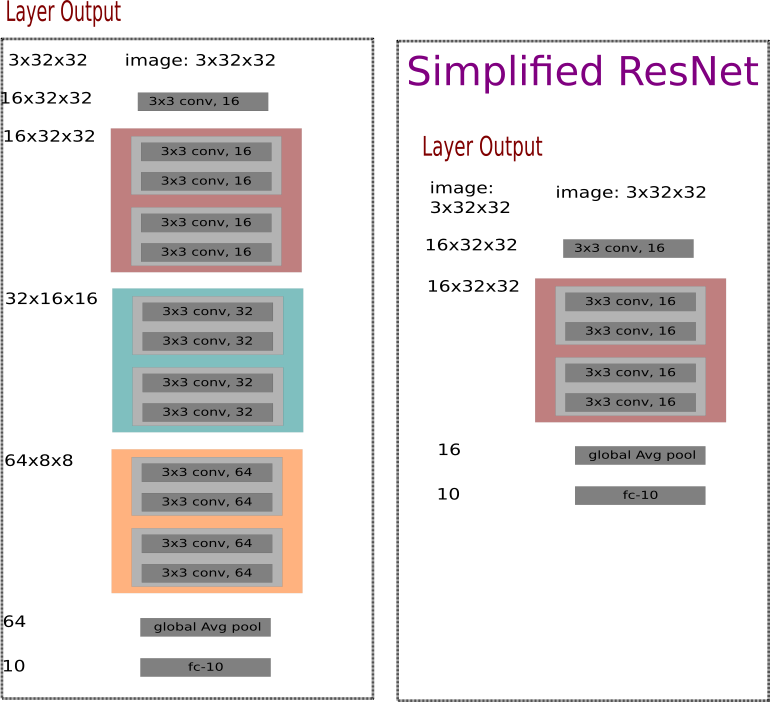 Layer Output
3x32x32 image: 3x32x32
16x32x32 3x3 conv, 16
16x32x32
3x3 conv, 16
3x3 conv, 16
3x3 conv, 16
3x3 conv, 16
32x16x16
3x3 conv, 32
3x3 conv, 32
3x3 conv, 32
3x3 conv, 32
64x8x8
3x3 conv, 64
3x3 conv, 64
3x3 conv, 64
3x3 conv, 64
64 global Avg pool
10 fc-10
Simplified ResNet
Layer Output
image:
3x32x32
image: 3x32x32
16x32x32 3x3 conv, 16
16x32x32
3x3 conv, 16
3x3 conv, 16
3x3 conv, 16
3x3 conv, 16
16 global Avg pool
10 fc-10